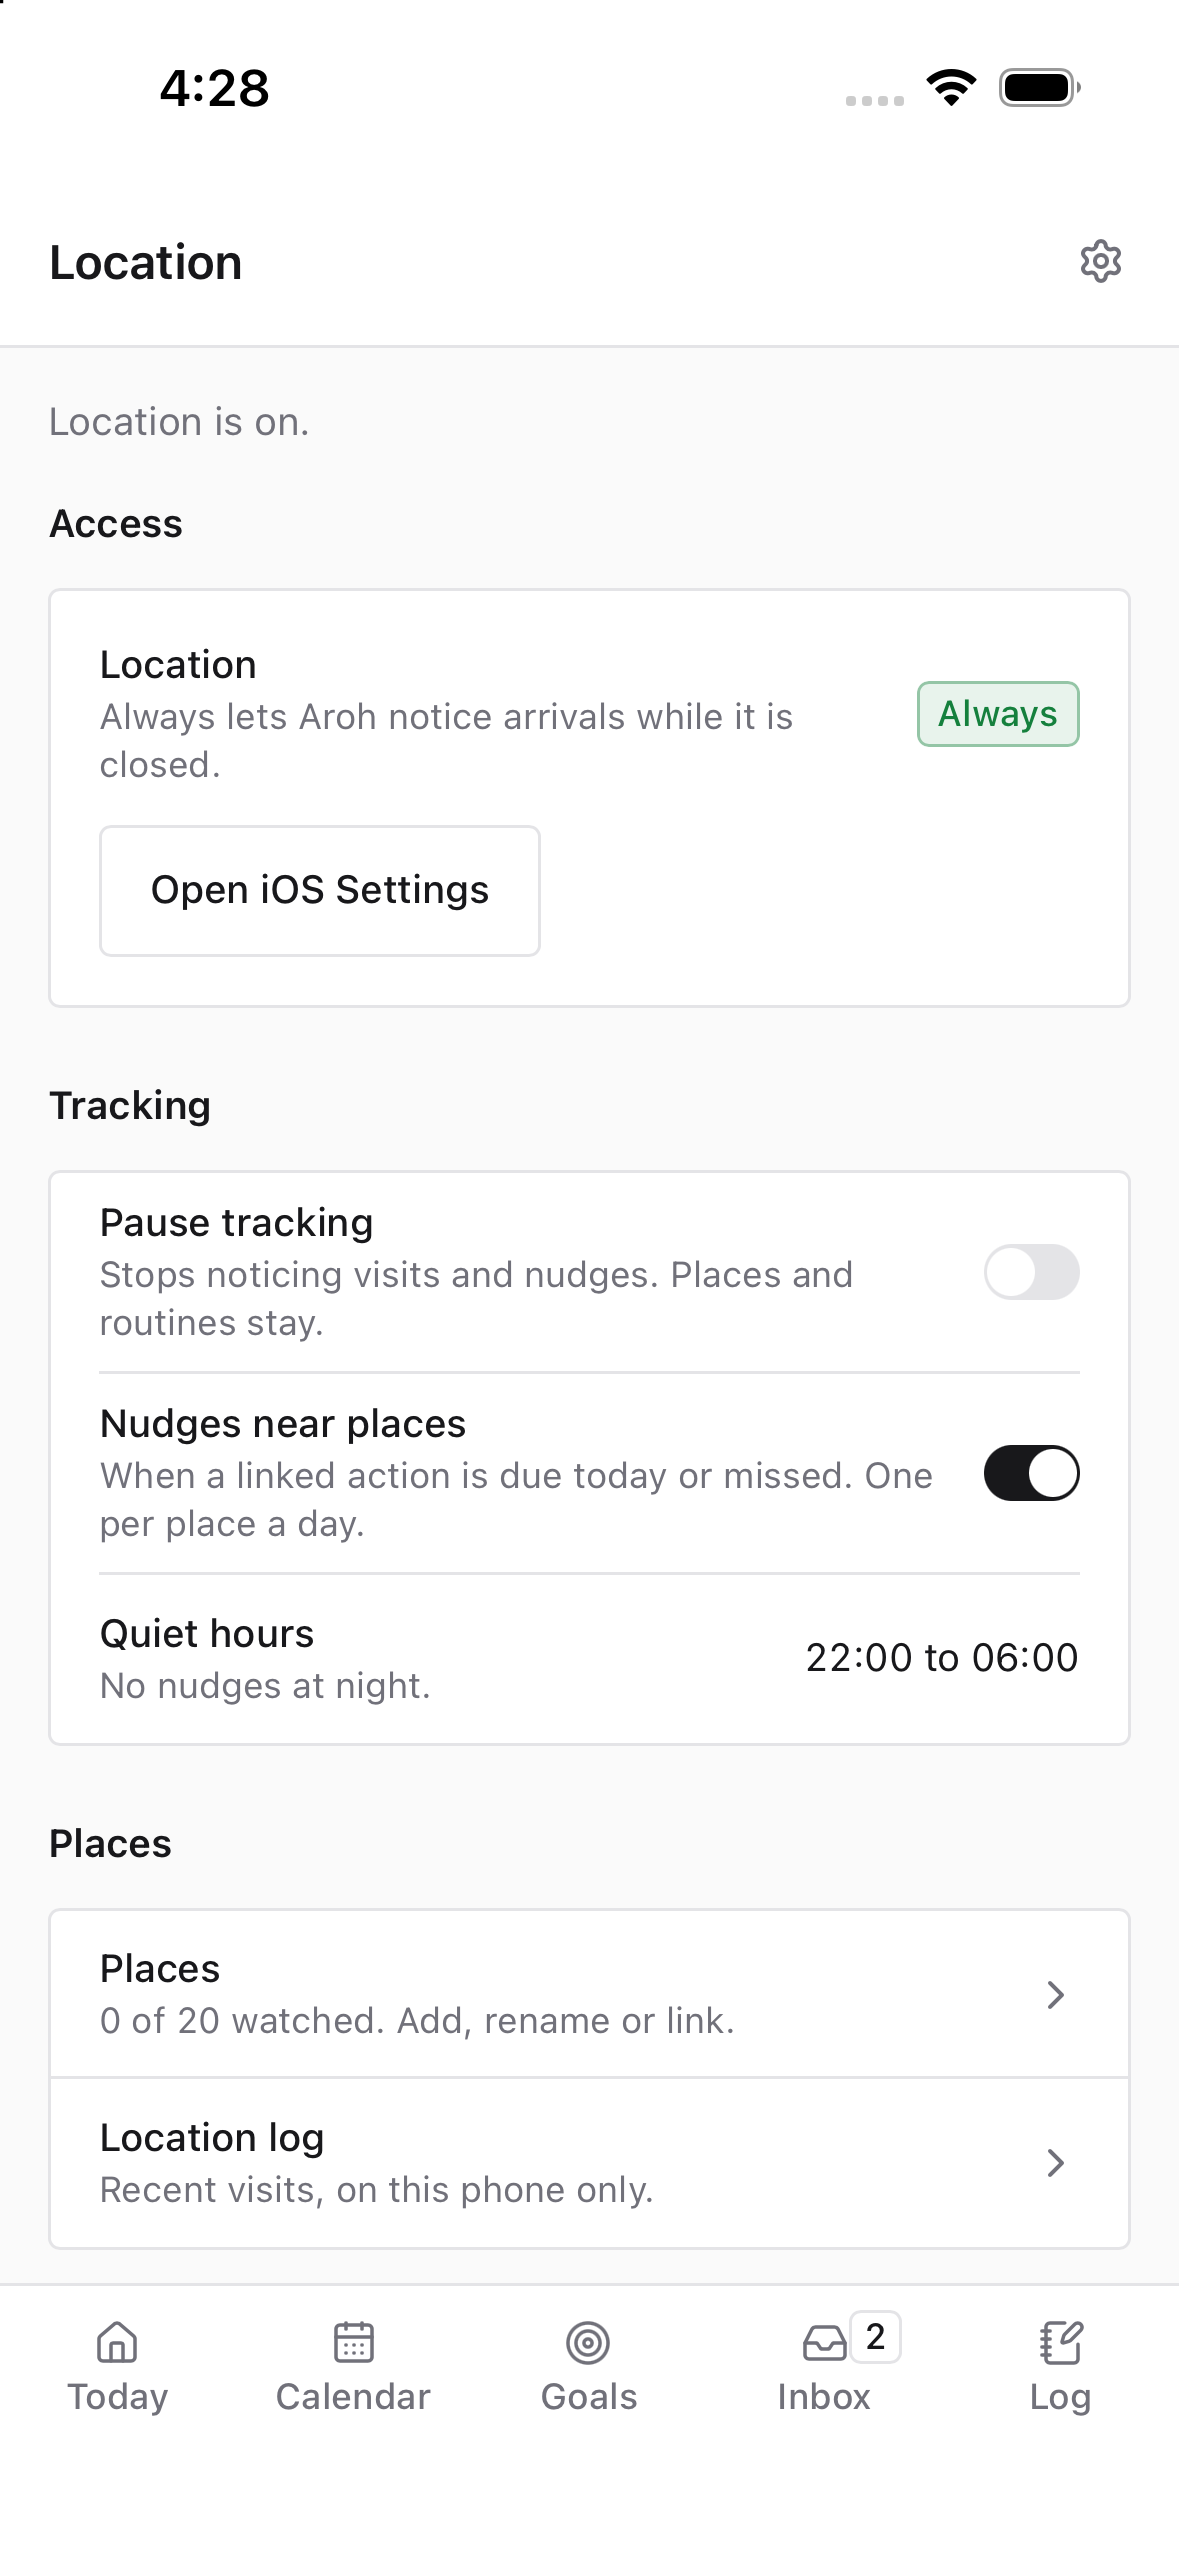 4:28
Location
Location is on.
Access
Location
Always lets Aroh notice arrivals while it is
closed.
Always
Open iOS Settings
Tracking
Pause tracking
Stops noticing visits and nudges. Places and
routines stay.
Nudges near places
When a linked action is due today or missed. One
per place a day.
Quiet hours
No nudges at night.
22:00 to 06:00
Places
Places
0 of 20 watched. Add, rename or link.
Location log
Recent visits, on this phone only.
Today
Calendar
Goals
2
Inbox
Log